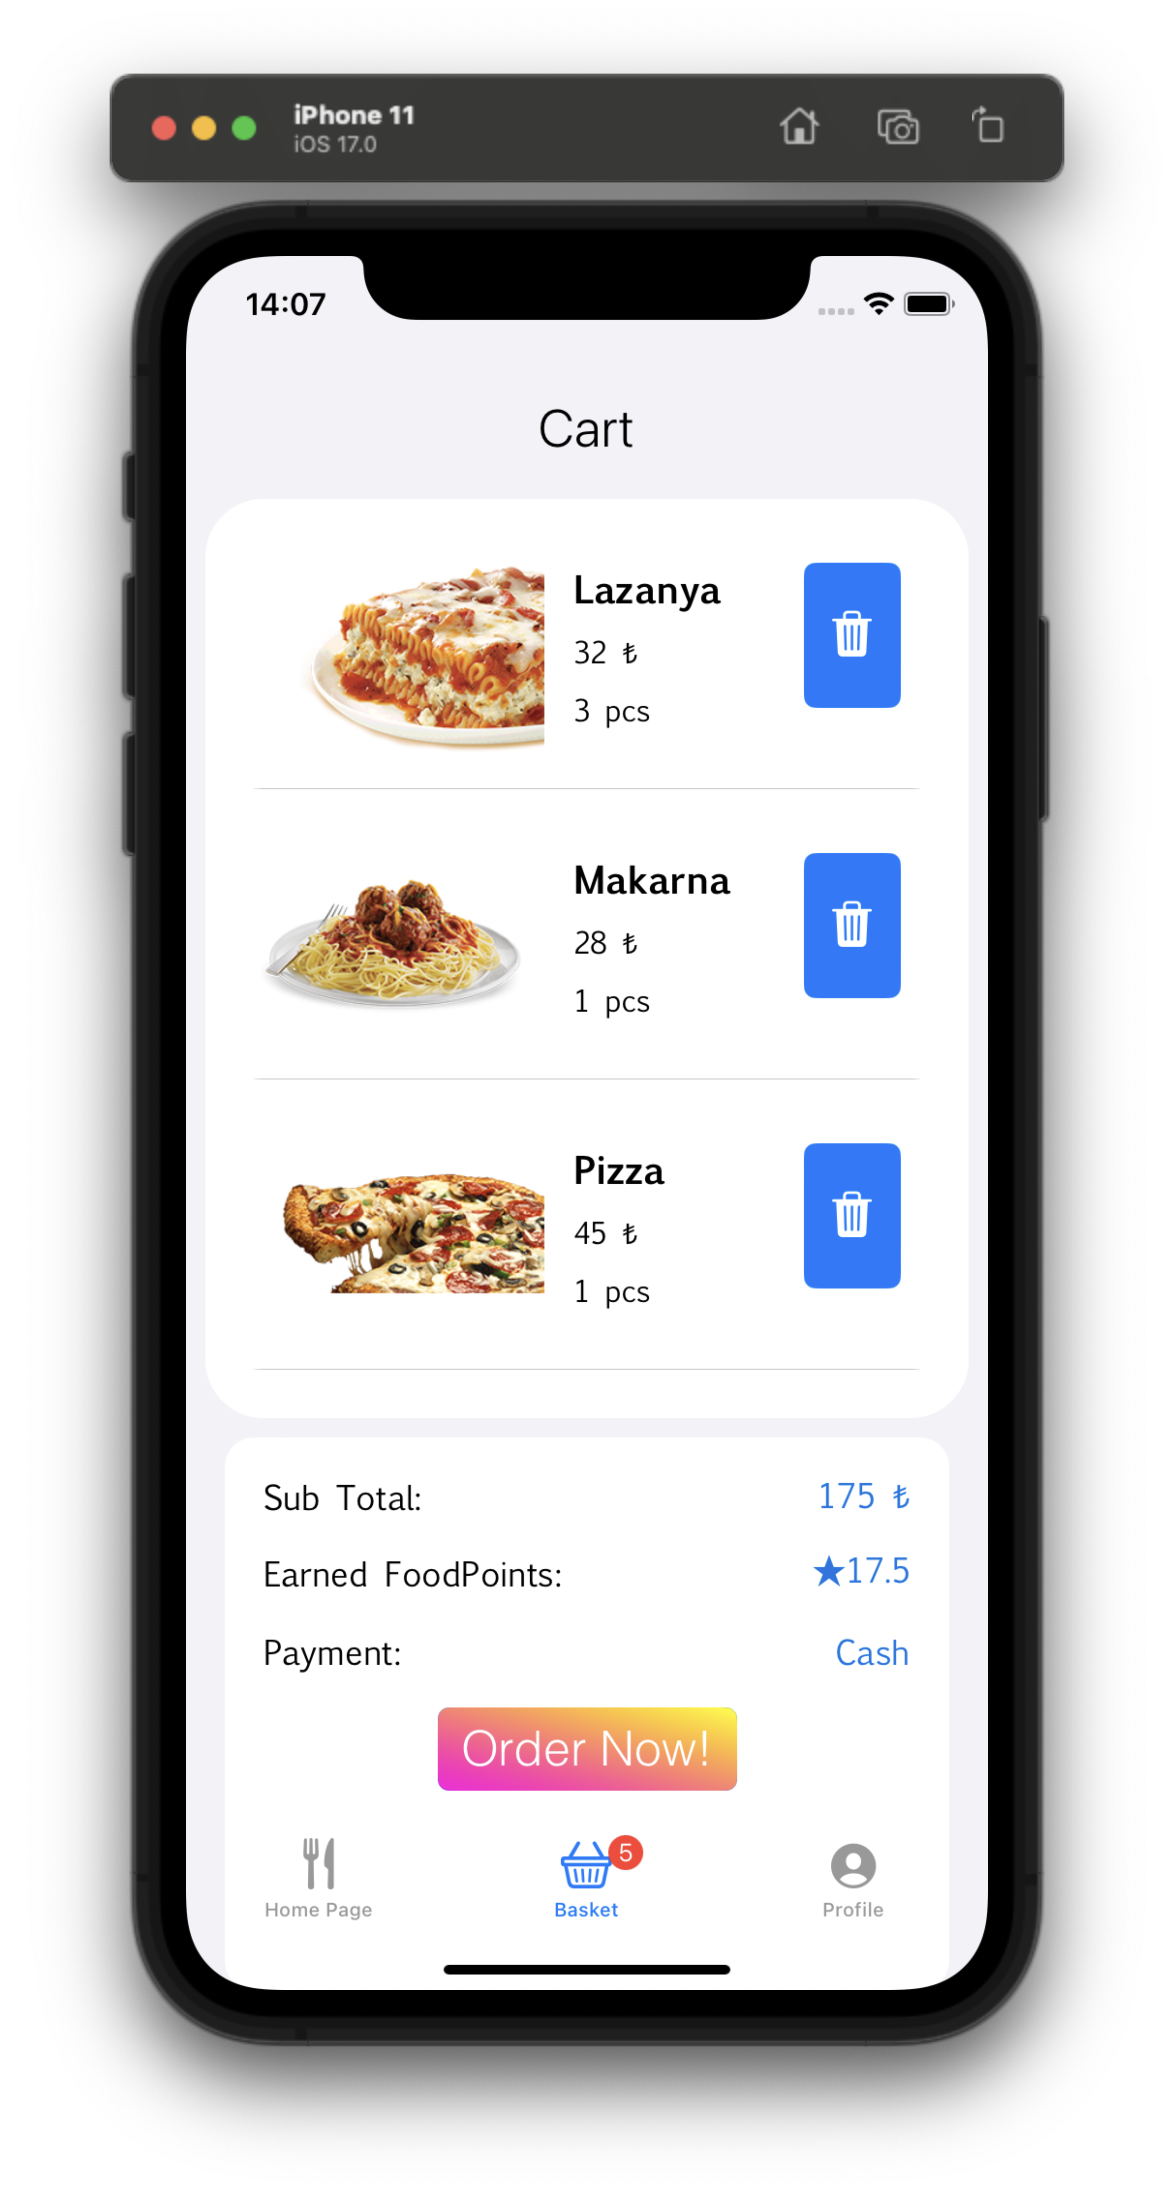 iPhone 11
iOS 17.0
14:07
Cart
Lazanya
32 ₺
3 pcs
Makarna
28 ₺
1 pcs
Pizza
45 ₺
1 pcs
Sub Total: 175 ₺
Earned FoodPoints: ★17.5
Payment: Cash
Order Now!
5
Home Page Basket Profile